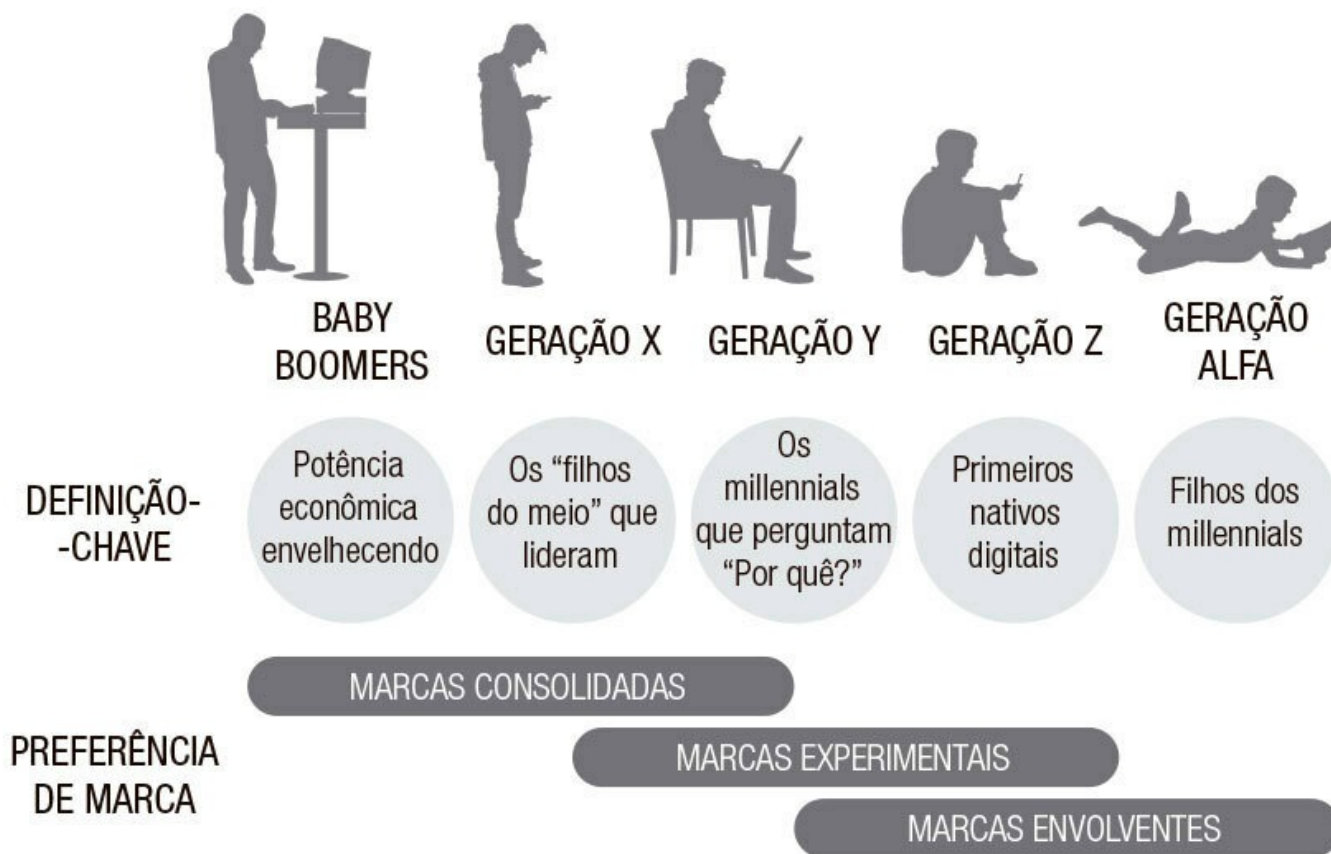 BABY
BOOMERS
GERAÇÃO X
GERAÇÃO Y
GERAÇÃO Z
GERAÇÃO
ALFA
DEFINIÇÃO-
-CHAVE
Potência
econômica
envelhecendo
Os “filhos
do meio” que
lideram
Os
millennials
que perguntam
“Por quê?”
Primeiros
nativos
digitais
Filhos dos
millennials
PREFERÊNCIA
DE MARCA
MARCAS CONSOLIDADAS
MARCAS EXPERIMENTAIS
MARCAS ENVOLVENTES